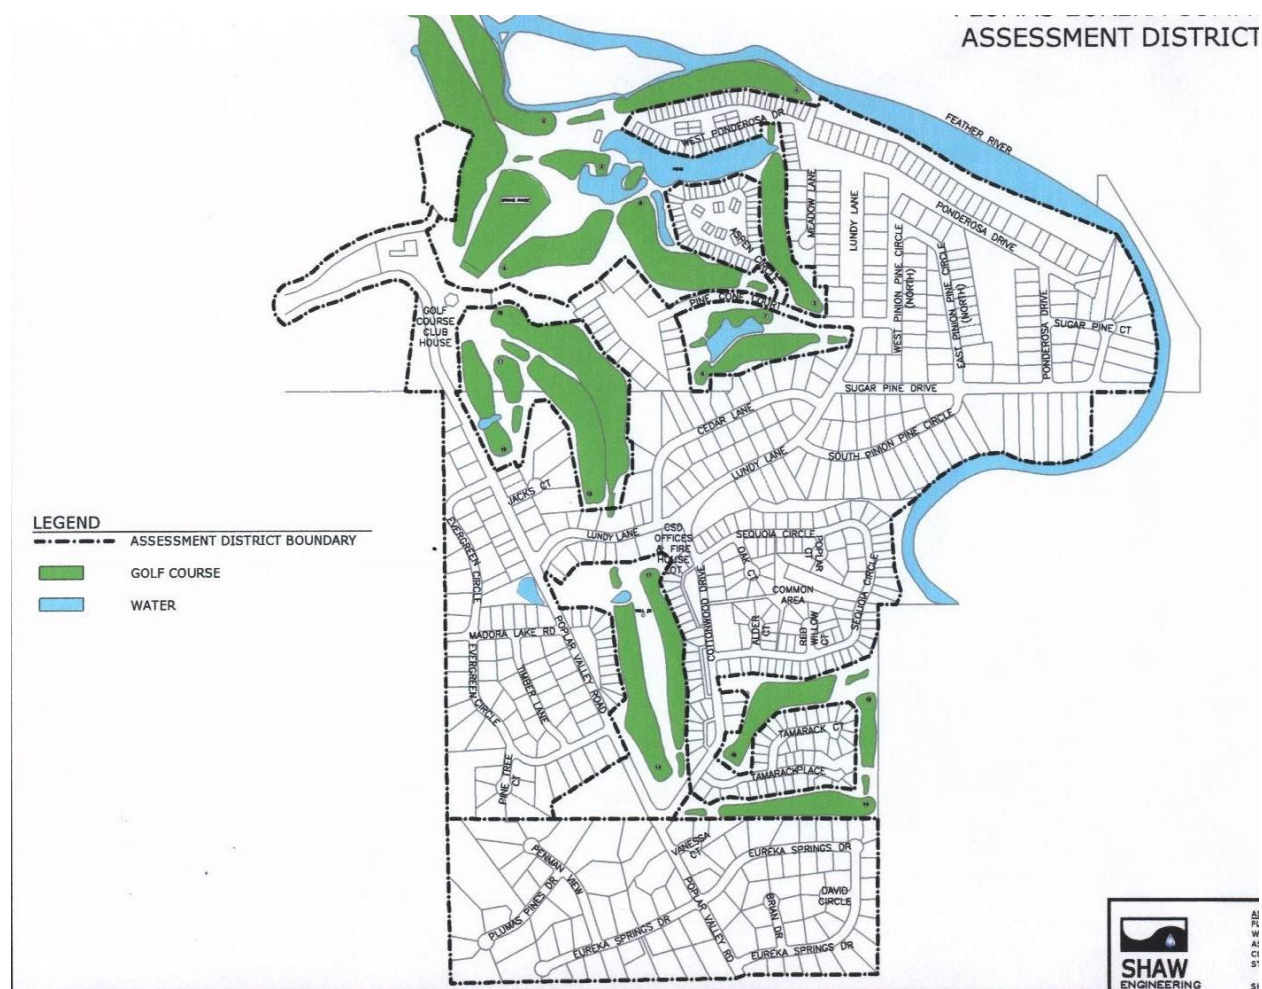 ASSESSMENT DISTRICT
FEATHER RIVER
WEST PONDEROSA DR
MEADOW LANE
LUNDY LANE
PONDEROSA DRIVE
ASPEN CIRCLE
WEST PINION PINE CIRCLE
(NORTH)
EAST PINION PINE CIRCLE
(NORTH)
PINE CONE COURT
GOLF
COURSE
CLUB
HOUSE
PONDEROSA DRIVE
SUGAR PINE CT
SUGAR PINE DRIVE
CEDAR LANE
SOUTH PINION PINE CIRCLE
LUNDY LANE
JACKS CT
EVERGREEN CIRCLE
LUNDY LANE
CSD
OFFICES
& FIRE
HOUSE
LOT
SEQUOIA CIRCLE
OAK CT
POPLAR
CT
COMMON
AREA
SEQUOIA CIRCLE
COTTONWOOD DRIVE
ALDER
CT
RED
WILLOW
CT
LEGEND
ASSESSMENT DISTRICT BOUNDARY
GOLF COURSE
WATER
MADORA LAKE RD
POPLAR VALLEY ROAD
EVERGREEN CIRCLE
TIMBER LANE
PINE TREE
CT
TAMARACK CT
TAMARACK PLACE
VANESSA
CT
EUREKA SPRINGS DR
PENMAN VIEW
PLUMAS PINES DR
POPLAR VALLEY RD
DAVID
CIRCLE
BRIAN DR
EUREKA SPRINGS DR
EUREKA SPRINGS DR
SHAW
ENGINEERING